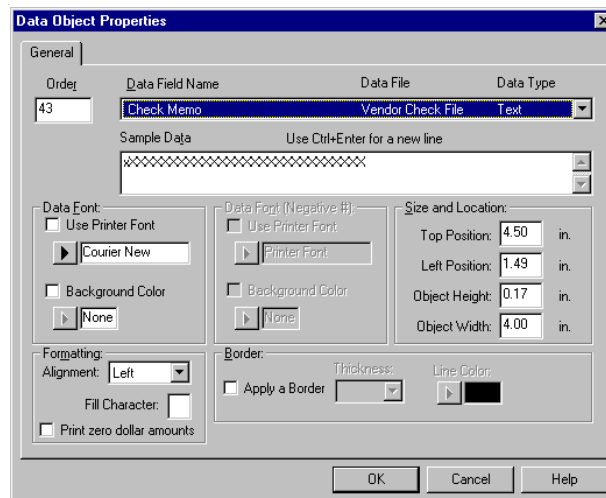 Data Object Properties
General
Order Data Field Name Data File Data Type
43 Check Memo Vendor Check File Text
Sample Data Use Ctrl+Enter for a new line
xXXXXXXXXXXXXXXXXXXXXXXXXXXX
Data Font: Data Font (Negative #): Size and Location:
Use Printer Font Use Printer Font Top Position: 4.50 in.
Courier New Printer Font Left Position: 1.49 in.
Background Color Background Color Object Height: 0.17 in.
None None Object Width: 4.00 in.
Formatting: Border:
Alignment: Left Thickness: Line Color:
Apply a Border
Fill Character:
Print zero dollar amounts
OK Cancel Help